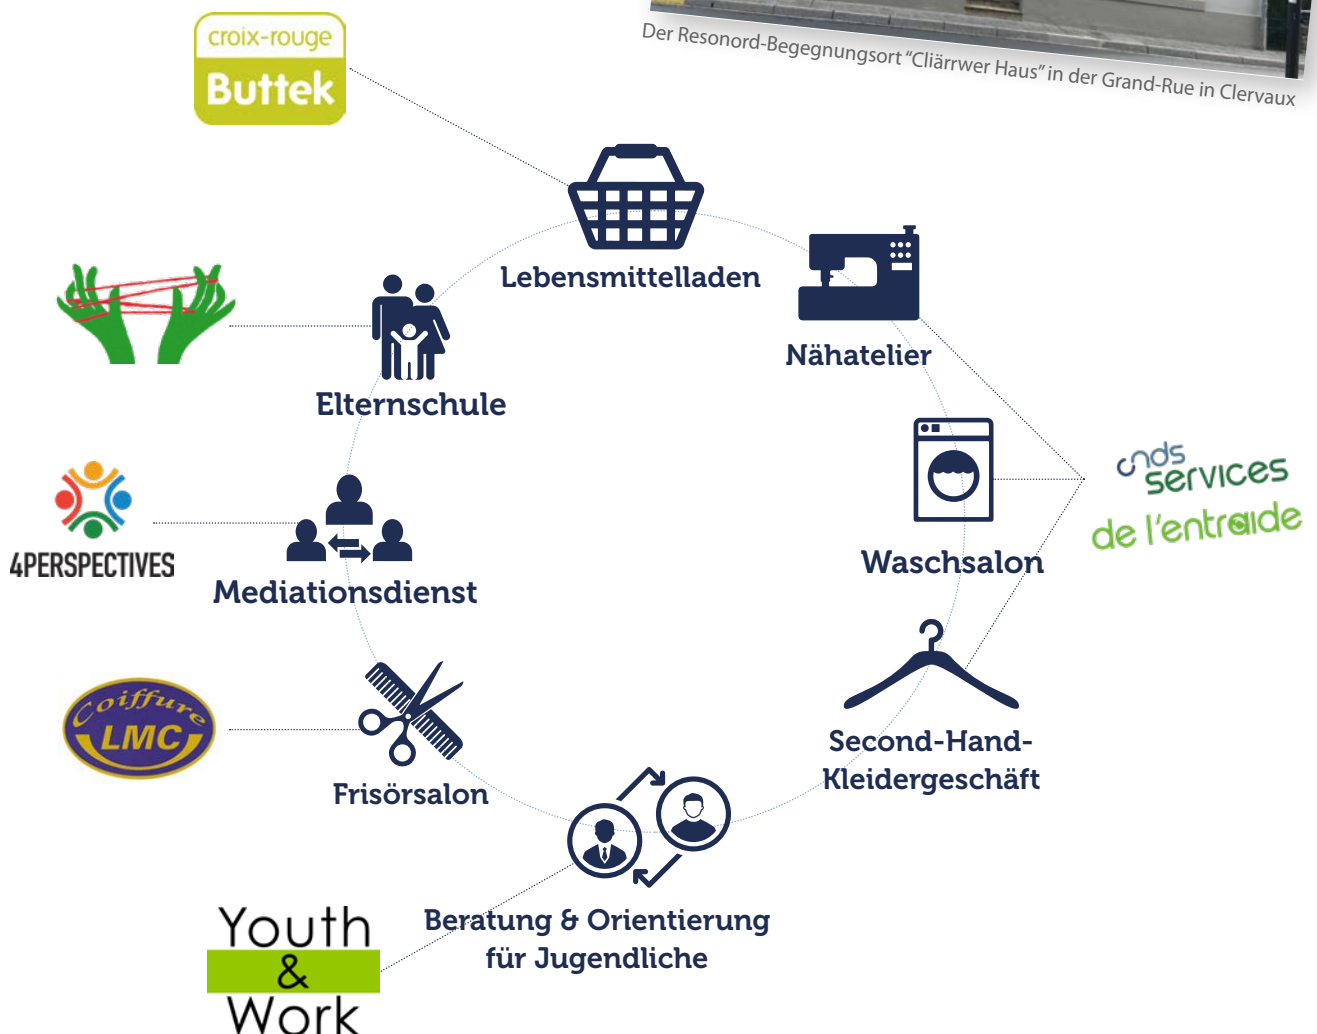 croix-rouge
Buttek
Der Resonord-Begegnungsort "Cliärrwer Haus" in der Grand-Rue in Clervaux
Lebensmittelladen
Nähatelier
Elternschule
Waschsalon
cnds
services
de l'entraide
4PERSPECTIVES
Mediationsdienst
Second-Hand-
Kleidergeschäft
Coiffure
LMC
Frisörsalon
Beratung & Orientierung
für Jugendliche
Youth
&
Work